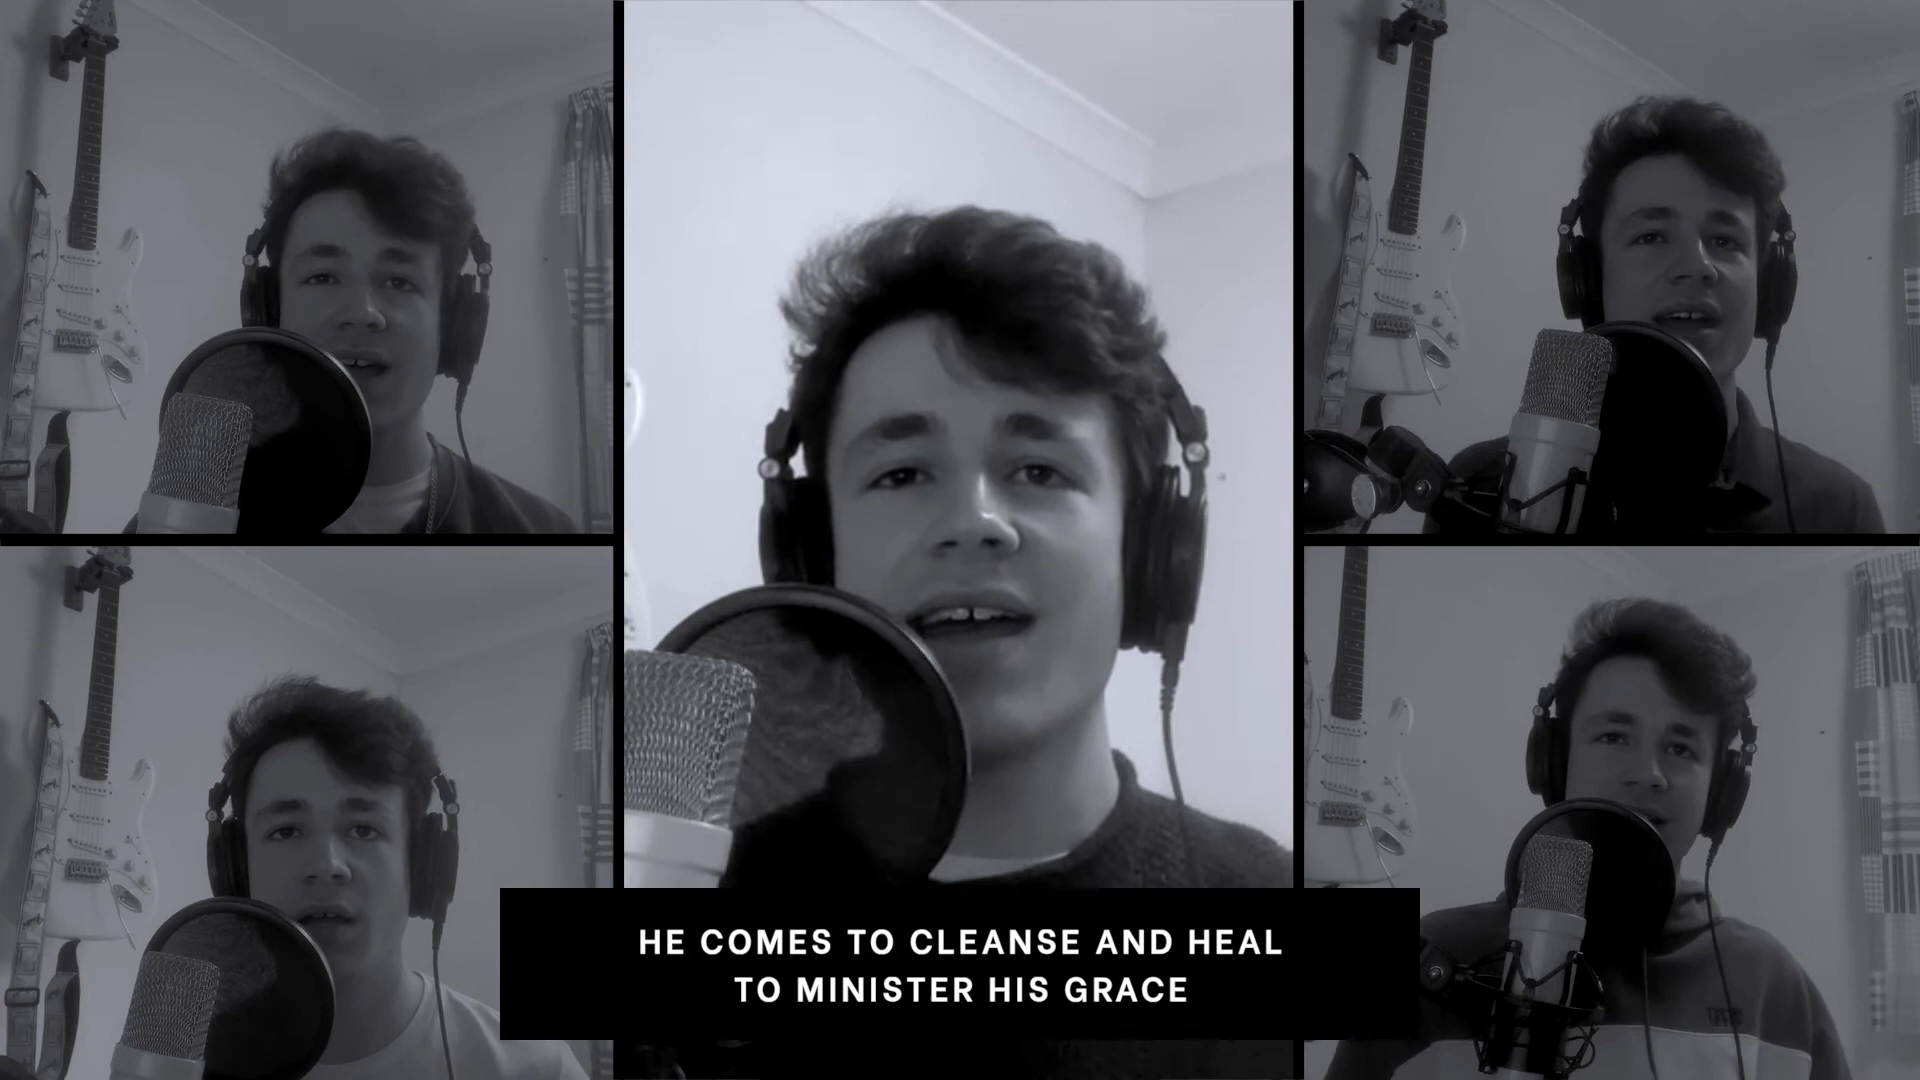 HE COMES TO CLEANSE AND HEAL
TO MINISTER HIS GRACE